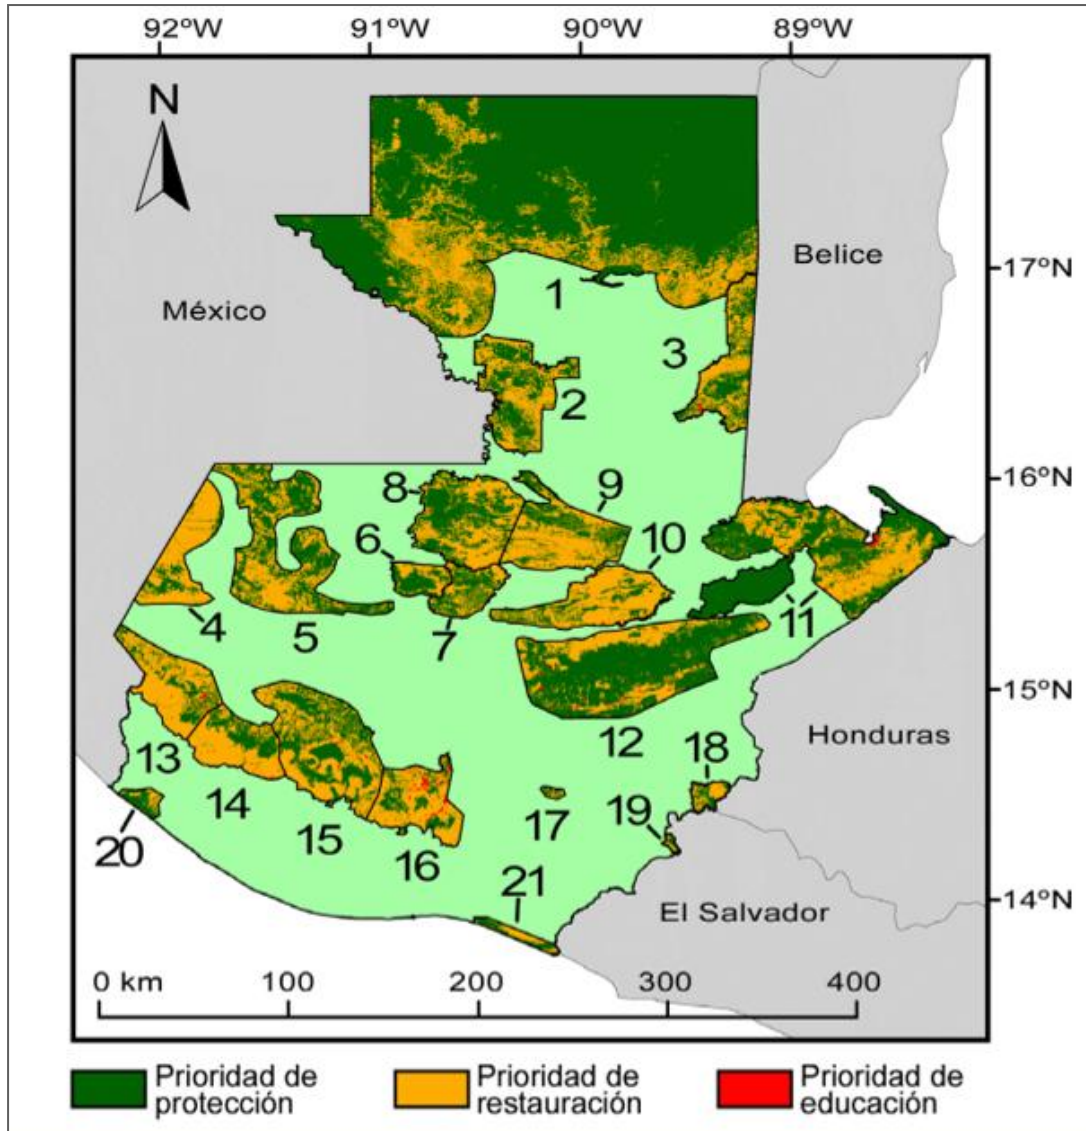 92ºW 91ºW 90ºW 89ºW
N
Belice
17ºN
México
1
3
2
16ºN
8
9
6
10
4
5
7
11
15ºN
12
Honduras
13
18
14
17
19
15
20
16
21
14ºN
El Salvador
0 km 100 200 300 400
Prioridad de
protección
Prioridad de
restauración
Prioridad de
educación